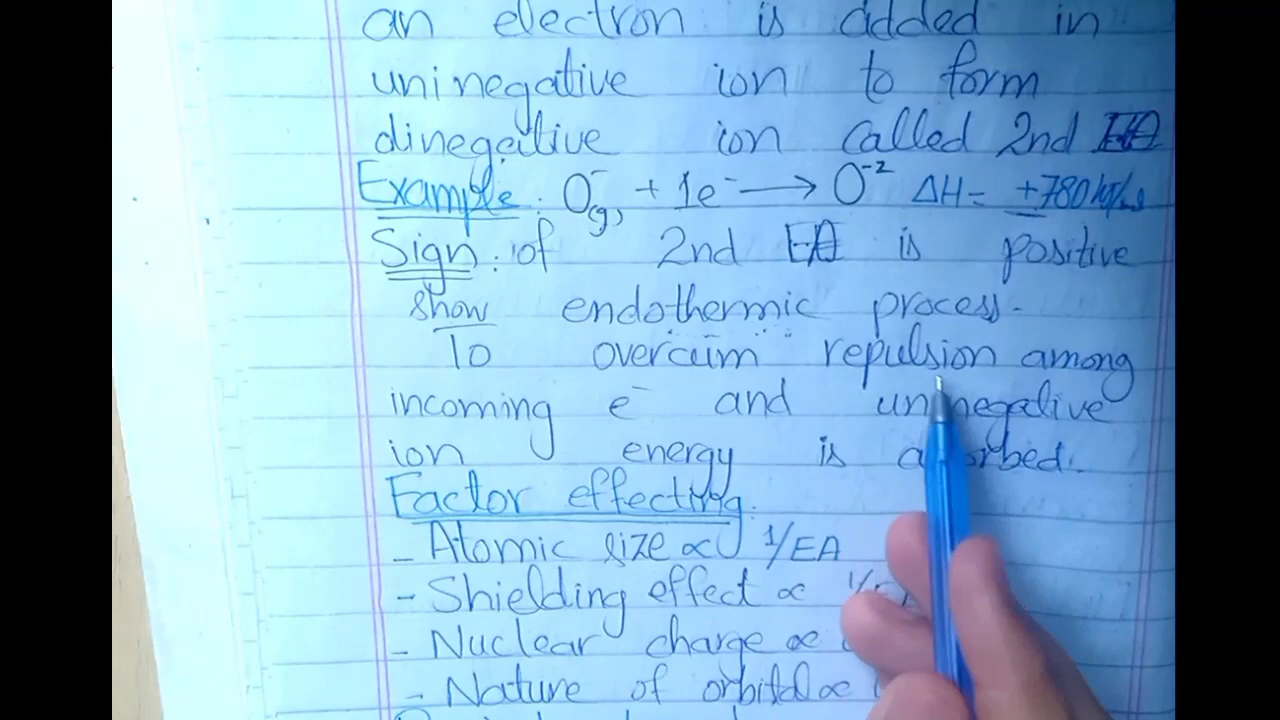 an electron is added in
uninegative ion to form
dinegative ion called 2nd EA
Example: O⁻(g) + 1e⁻ → O⁻² ΔH= +780
Sign: of 2nd EA is positive
show endothermic process.
To overcum repulsion among
incoming e⁻ and uninegative
ion energy is
Factor effecting
- Atomic size ∝ 1/EA
- Shielding effect ∝
- Nuclear charge ∝
- Nature of orbital ∝